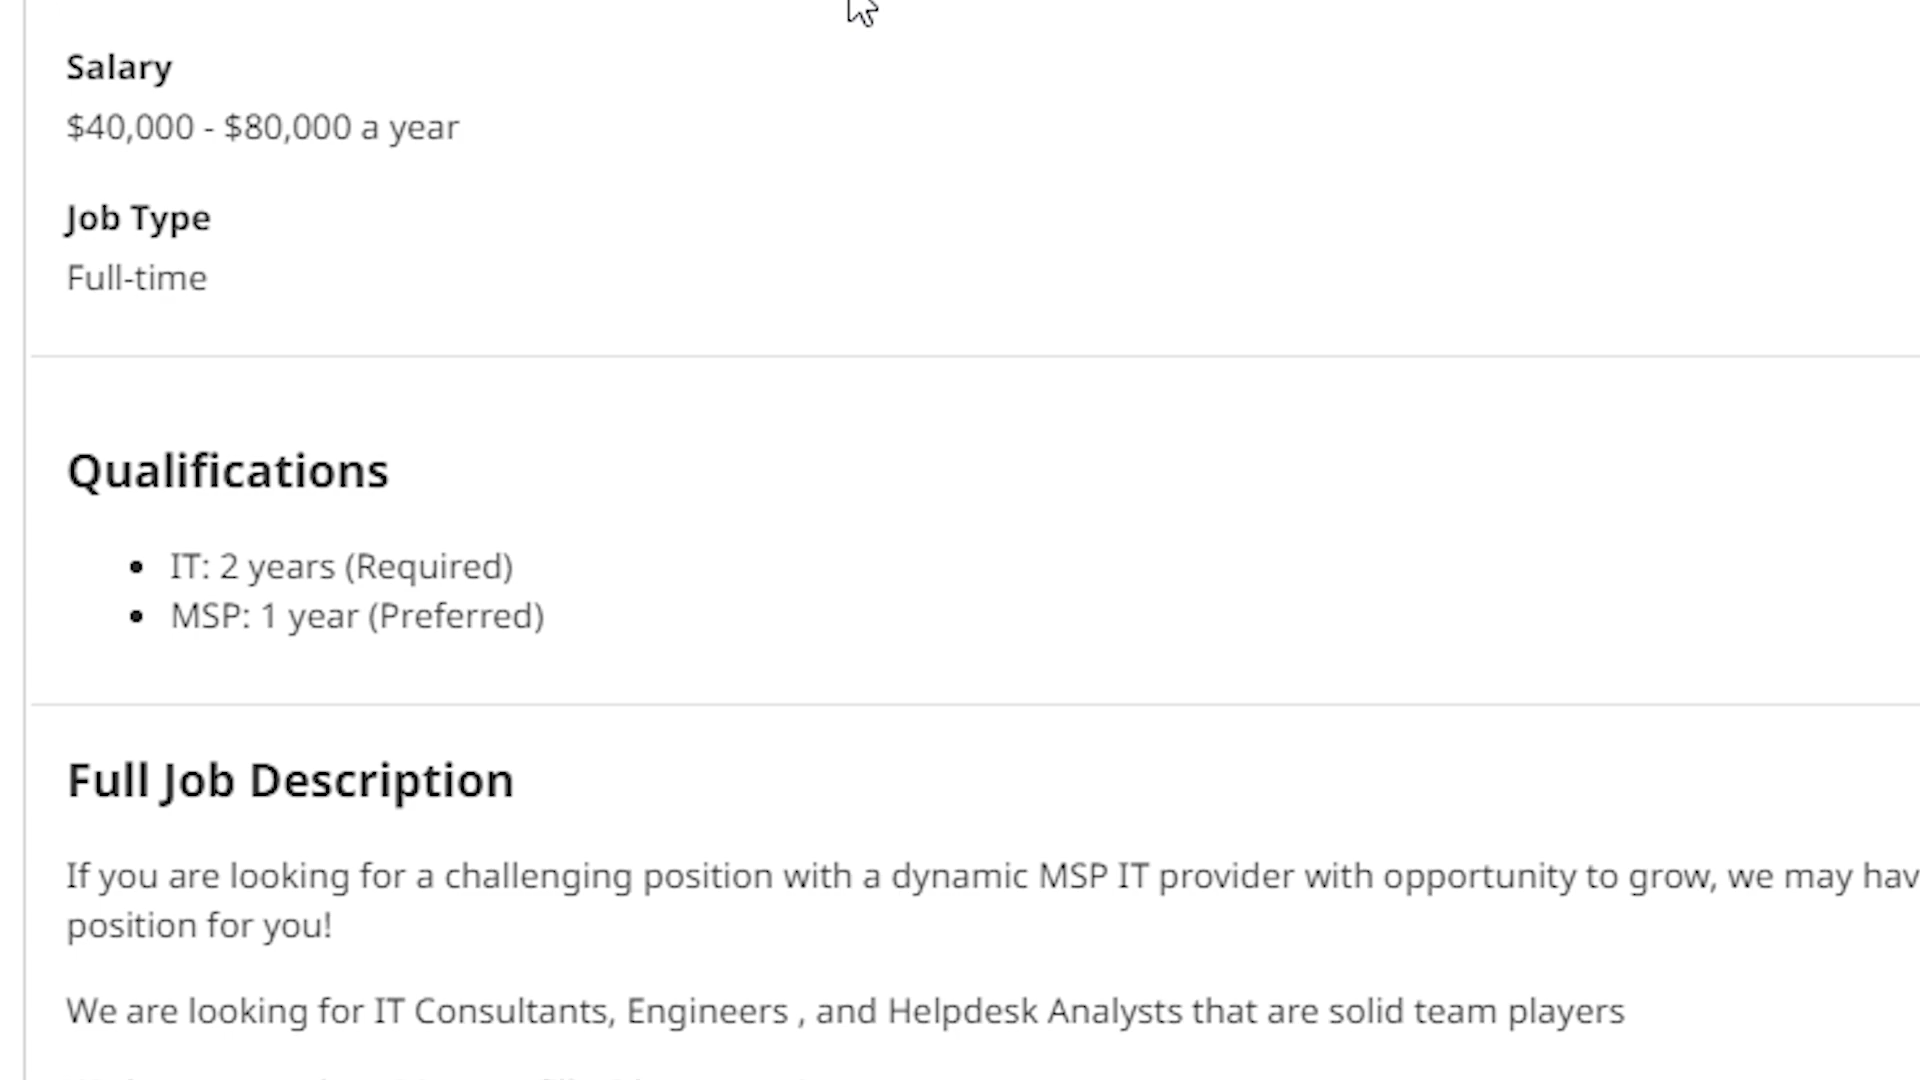 Salary
$40,000 - $80,000 a year
Job Type
Full-time
Qualifications
• IT: 2 years (Required)
• MSP: 1 year (Preferred)
Full Job Description
If you are looking for a challenging position with a dynamic MSP IT provider with opportunity to grow, we may hav
position for you!
We are looking for IT Consultants, Engineers , and Helpdesk Analysts that are solid team players